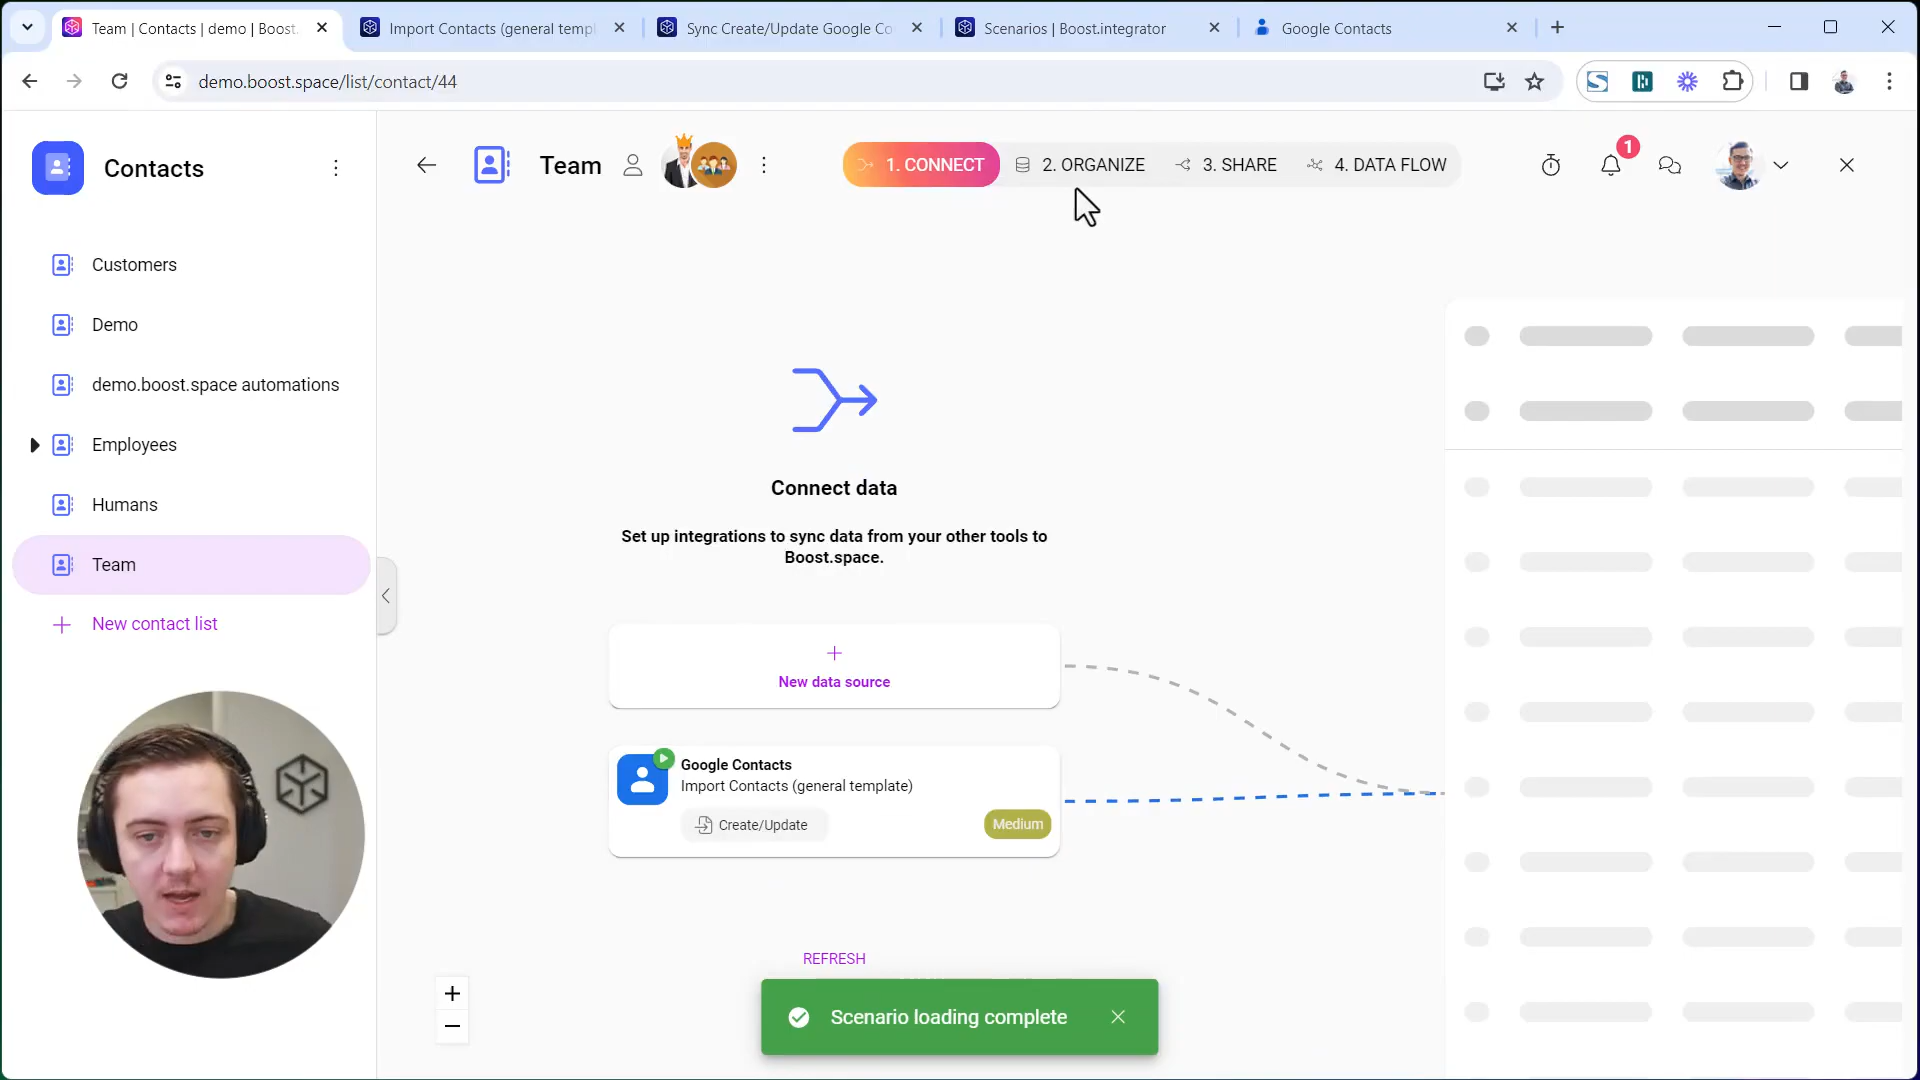 Team | Contacts | demo | Boost.
Import Contacts (general templ
Sync Create/Update Google Co
Scenarios | Boost.integrator
Google Contacts
demo.boost.space/list/contact/44
Contacts
Team
1. CONNECT
2. ORGANIZE
3. SHARE
4. DATA FLOW
1
Customers
Demo
demo.boost.space automations
Employees
Humans
Team
New contact list
Connect data
Set up integrations to sync data from your other tools to
Boost.space.
New data source
Google Contacts
Import Contacts (general template)
Create/Update
Medium
REFRESH
Scenario loading complete